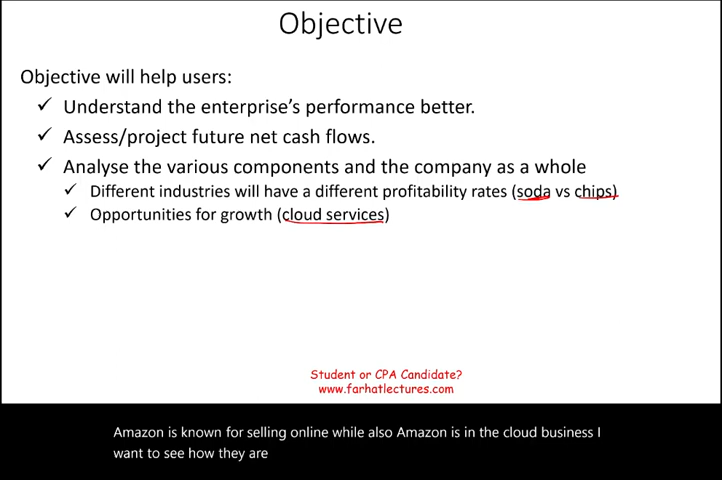 Objective
Objective will help users:
✓ Understand the enterprise's performance better.
✓ Assess/project future net cash flows.
✓ Analyse the various components and the company as a whole
✓ Different industries will have a different profitability rates (soda vs chips)
✓ Opportunities for growth (cloud services)
Student or CPA Candidate?
www.farhatlectures.com
Amazon is known for selling online while also Amazon is in the cloud business I
want to see how they are